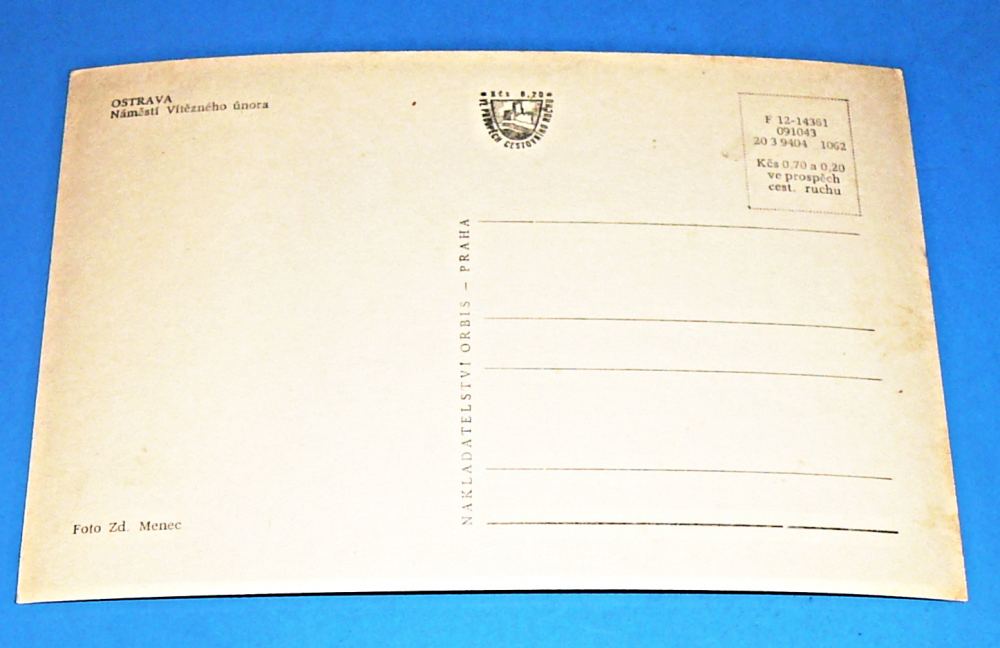 OSTRAVA
Náměstí Vítězného února
Kčs 0,20
VE PROSPĚCH CESTOVNÍHO RUCHU
F 12-14361
091043
20 3 9404 1062
Kčs 0,70 a 0,20
ve prospěch
cest. ruchu
NAKLADATELSTVÍ ORBIS – PRAHA
Foto Zd. Menec